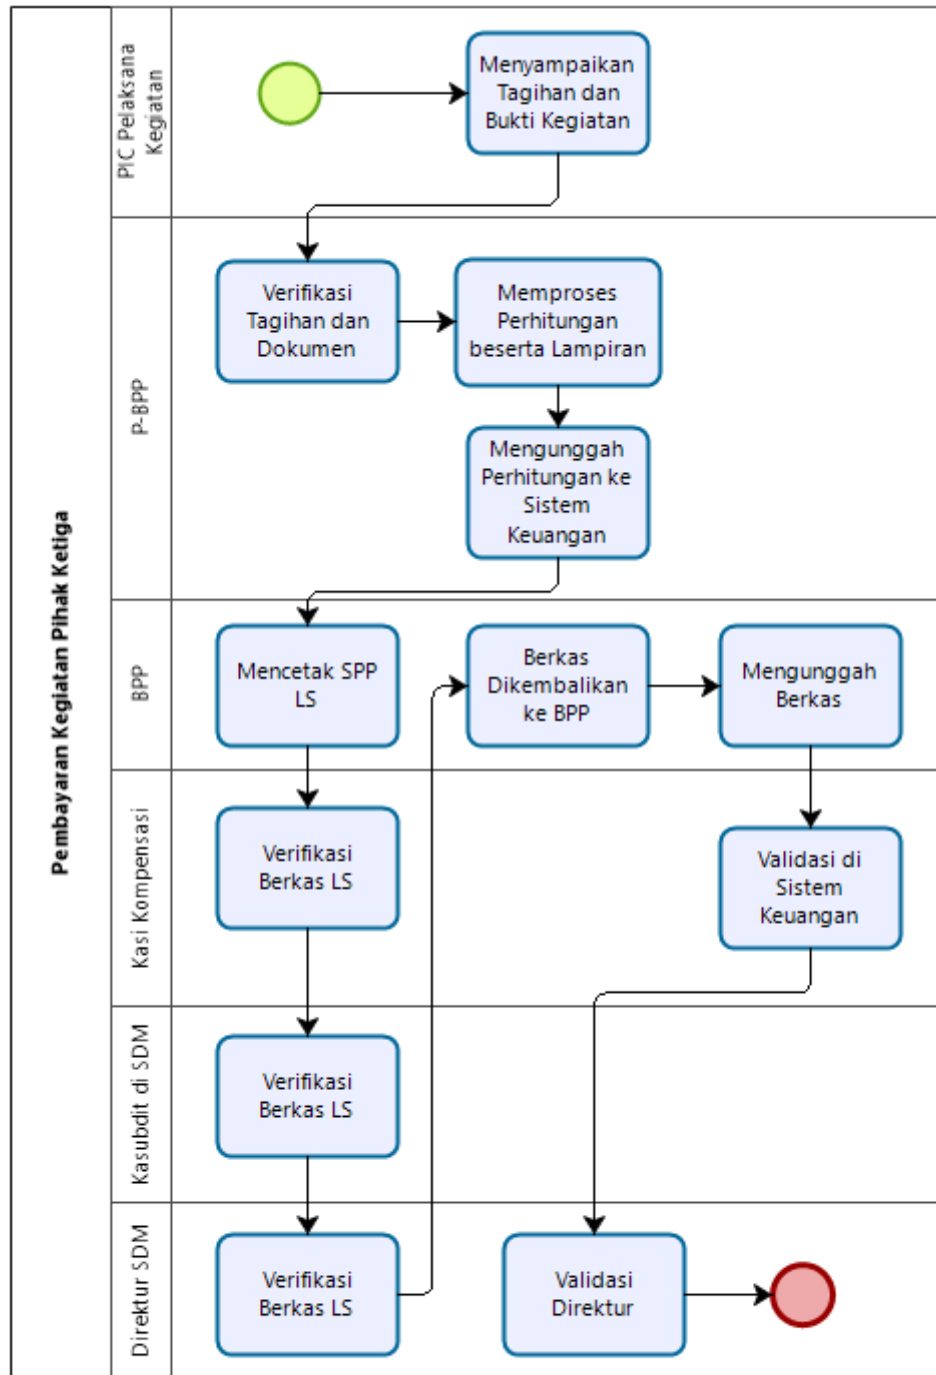 Pembayaran Kegiatan Pihak Ketiga
PIC Pelaksana
Kegiatan
Menyampaikan
Tagihan dan
Bukti Kegiatan
P-BPP
Verifikasi
Tagihan dan
Dokumen
Memproses
Perhitungan
beserta Lampiran
Mengunggah
Perhitungan ke
Sistem
Keuangan
BPP
Mencetak SPP
LS
Berkas
Dikembalikan
ke BPP
Mengunggah
Berkas
Kasi Kompensasi
Verifikasi
Berkas LS
Validasi di
Sistem
Keuangan
Kasubdit di SDM
Verifikasi
Berkas LS
Direktur SDM
Verifikasi
Berkas LS
Validasi
Direktur